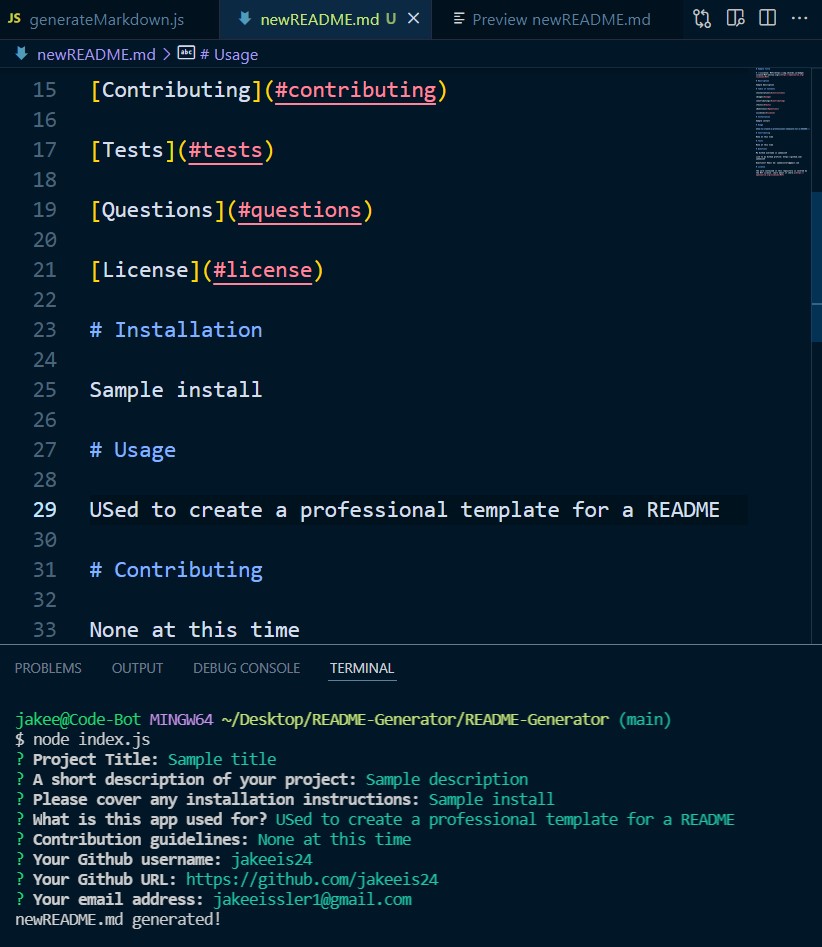 JS generateMarkdown.js newREADME.md U Preview newREADME.md
newREADME.md > abc # Usage
15 [Contributing](#contributing)
16
17 [Tests](#tests)
18
19 [Questions](#questions)
20
21 [License](#license)
22
23 # Installation
24
25 Sample install
26
27 # Usage
28
29 USed to create a professional template for a README
30
31 # Contributing
32
33 None at this time
PROBLEMS OUTPUT DEBUG CONSOLE TERMINAL
jakee@Code-Bot MINGW64 ~/Desktop/README-Generator/README-Generator (main)
$ node index.js
? Project Title: Sample title
? A short description of your project: Sample description
? Please cover any installation instructions: Sample install
? What is this app used for? USed to create a professional template for a README
? Contribution guidelines: None at this time
? Your Github username: jakeeis24
? Your Github URL: https://github.com/jakeeis24
? Your email address: jakeeissler1@gmail.com
newREADME.md generated!